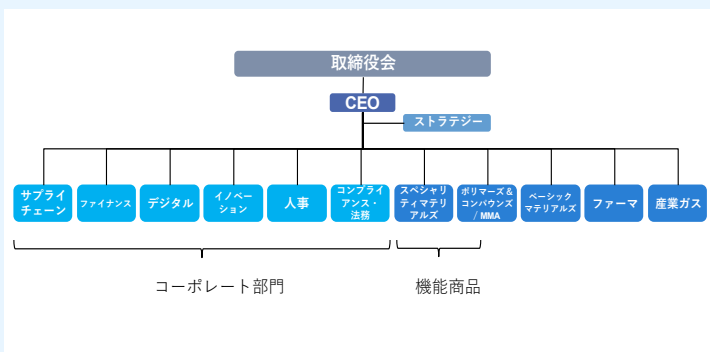 取締役会
CEO
ストラテジー
サプライ
チェーン
ファイナンス
デジタル
イノベー
ション
人事
コンプライ
アンス・
法務
スペシャリ
ティマテリ
アルズ
ポリマーズ＆
コンパウンズ
/ MMA
ベーシック
マテリアルズ
ファーマ
産業ガス
コーポレート部門
機能商品